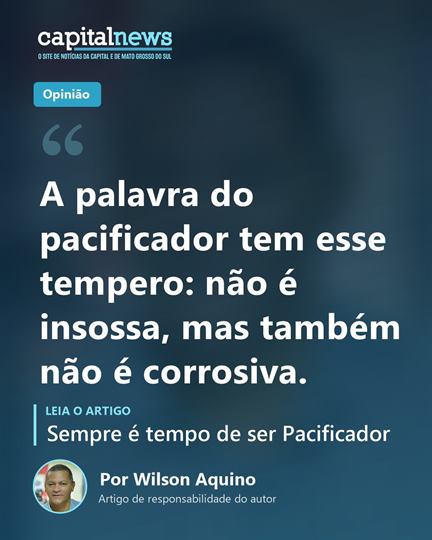 capitalnews
O SITE DE NOTÍCIAS DA CAPITAL E DE MATO GROSSO DO SUL
Opinião
“
A palavra do
pacificador tem esse
tempero: não é
insossa, mas também
não é corrosiva.
LEIA O ARTIGO
Sempre é tempo de ser Pacificador
Por Wilson Aquino
Artigo de responsabilidade do autor